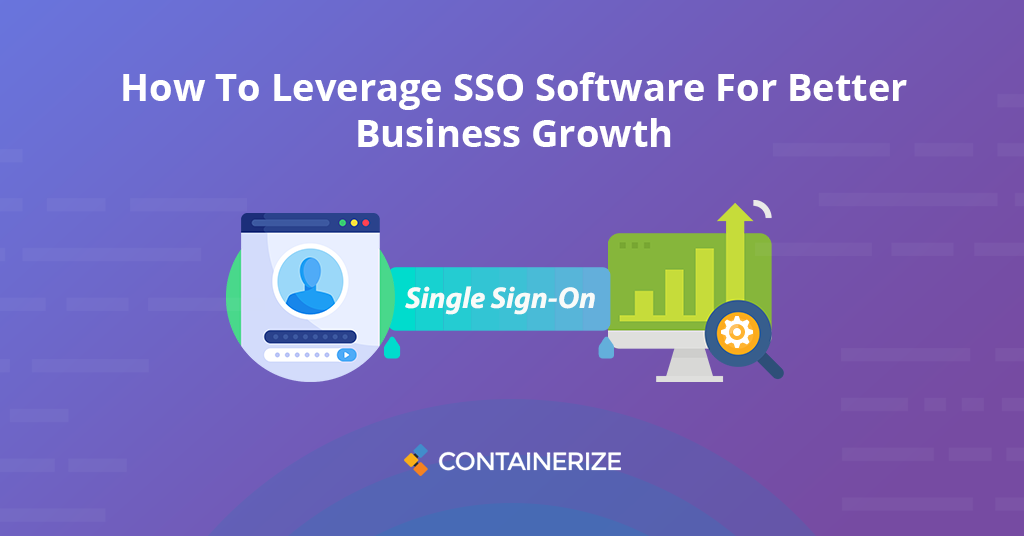 How To Leverage SSO Software For Better
Business Growth
Single Sign-On
CONTAINERIZE